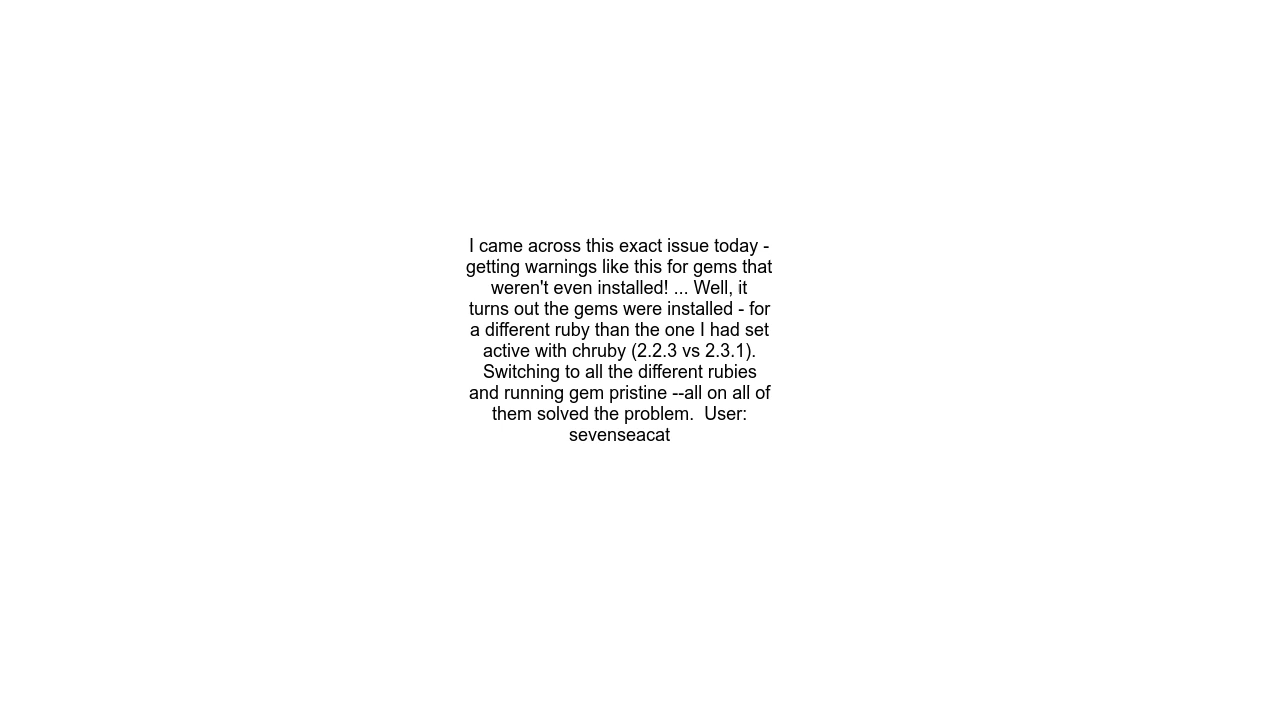 I came across this exact issue today -
getting warnings like this for gems that
weren't even installed! ... Well, it
turns out the gems were installed - for
a different ruby than the one I had set
active with chruby (2.2.3 vs 2.3.1).
Switching to all the different rubies
and running gem pristine --all on all of
them solved the problem.  User:
sevenseacat